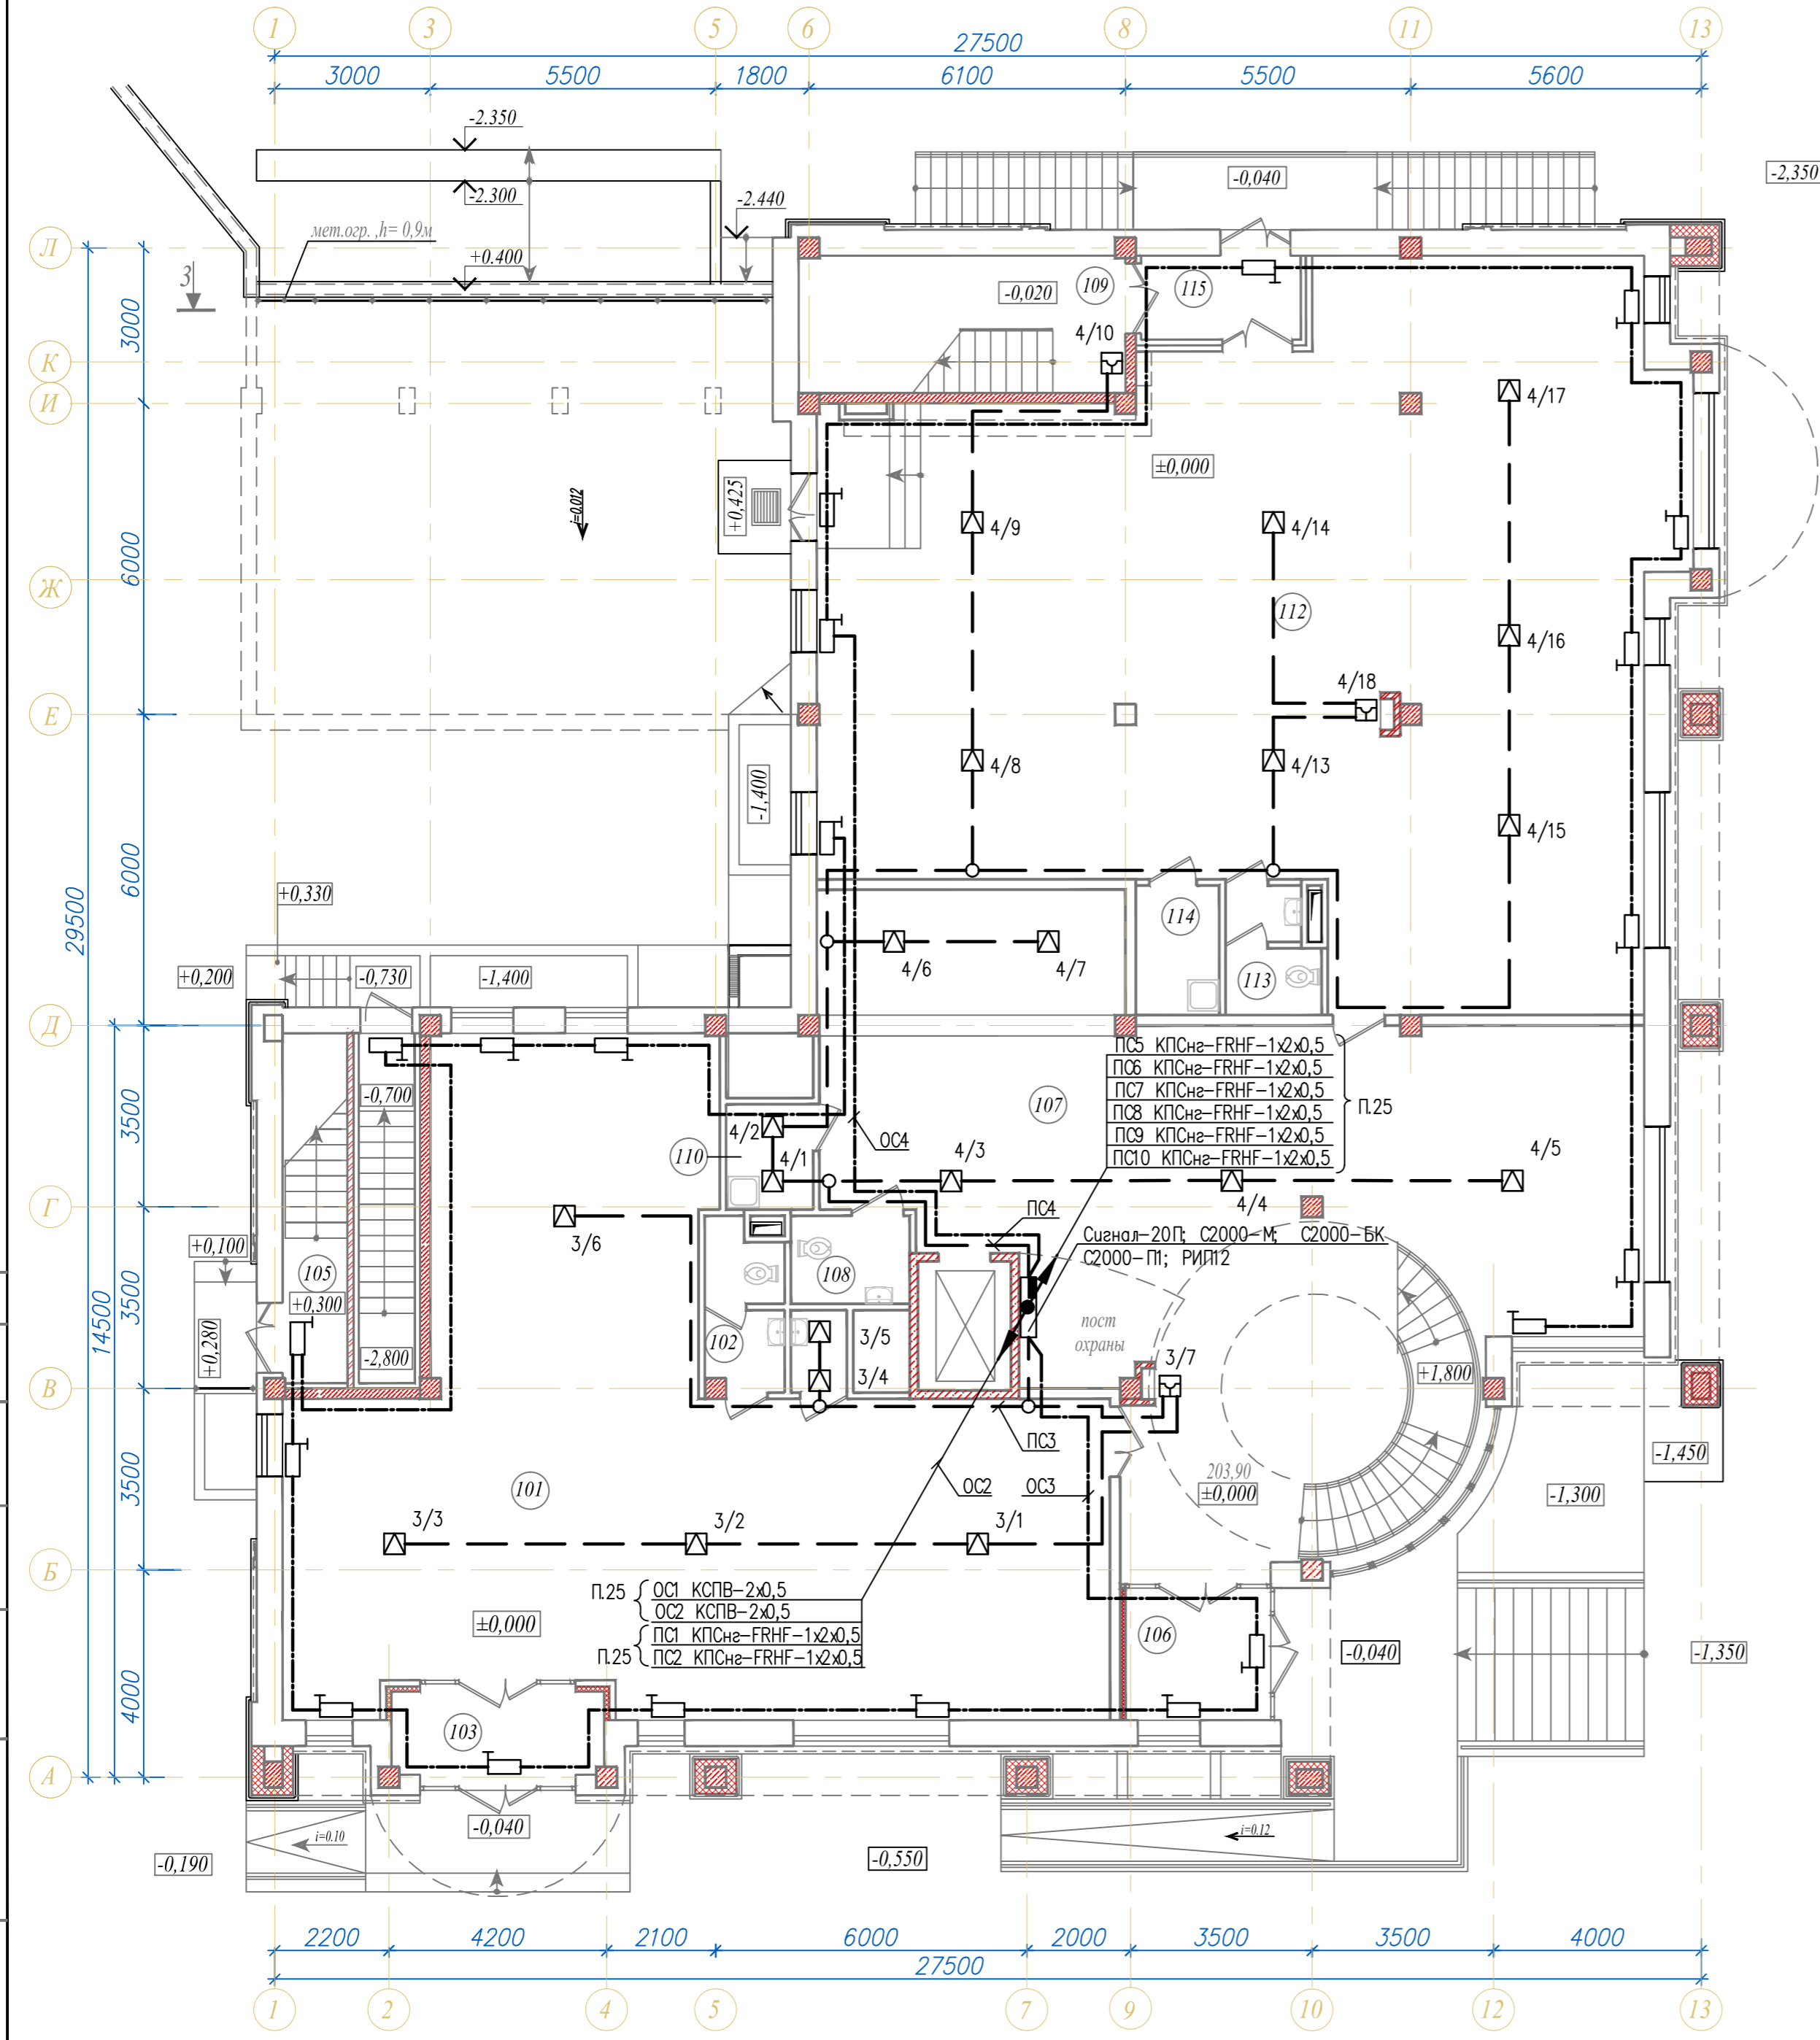 1 3 5 6 8 11 13
27500
3000 5500 1800 6100 5500 5600
-2.350
-2.300
-2.440
-0,040
-2,350
мет.огр. ,h= 0,9м
+0.400
Л
3
109
115
-0,020
3000
4/10
К
И
4/17
±0,000
+0,425
i=0.012
4/9
4/14
6000
Ж
112
4/16
4/18
Е
4/8
4/13
-1,400
4/15
6000
+0,330
29500
114
4/6
4/7
113
+0,200
-0,730
-1,400
Д
ПС5 КПСнг-FRHF-1х2х0,5
ПС6 КПСнг-FRHF-1х2х0,5
ПС7 КПСнг-FRHF-1х2х0,5
ПС8 КПСнг-FRHF-1х2х0,5
ПС9 КПСнг-FRHF-1х2х0,5
ПС10 КПСнг-FRHF-1х2х0,5
П.25
-0,700
107
3500
4/2
ОС4
110
4/1
4/3
4/5
4/4
Г
ПС4
3/6
Сигнал-20П; С2000-М; С2000-БК
С2000-П1; РИП12
+0,100
105
108
+0,300
3500
14500
пост
охраны
+0,280
102
3/5
-2,800
3/4
3/7
+1,800
В
ПС3
-1,450
203,90
±0,000
101
ОС2
ОС3
-1,300
3500
3/3
3/2
3/1
Б
П.25
ОС1 КСПВ-2х0,5
ОС2 КСПВ-2х0,5
±0,000
П.25
ПС1 КПСнг-FRHF-1х2х0,5
ПС2 КПСнг-FRHF-1х2х0,5
106
-0,040
-1,350
4000
103
А
-0,040
i=0.10
i=0.12
-0,190
-0,550
2200 4200 2100 6000 2000 3500 3500 4000
27500
1 2 4 5 7 9 10 12 13